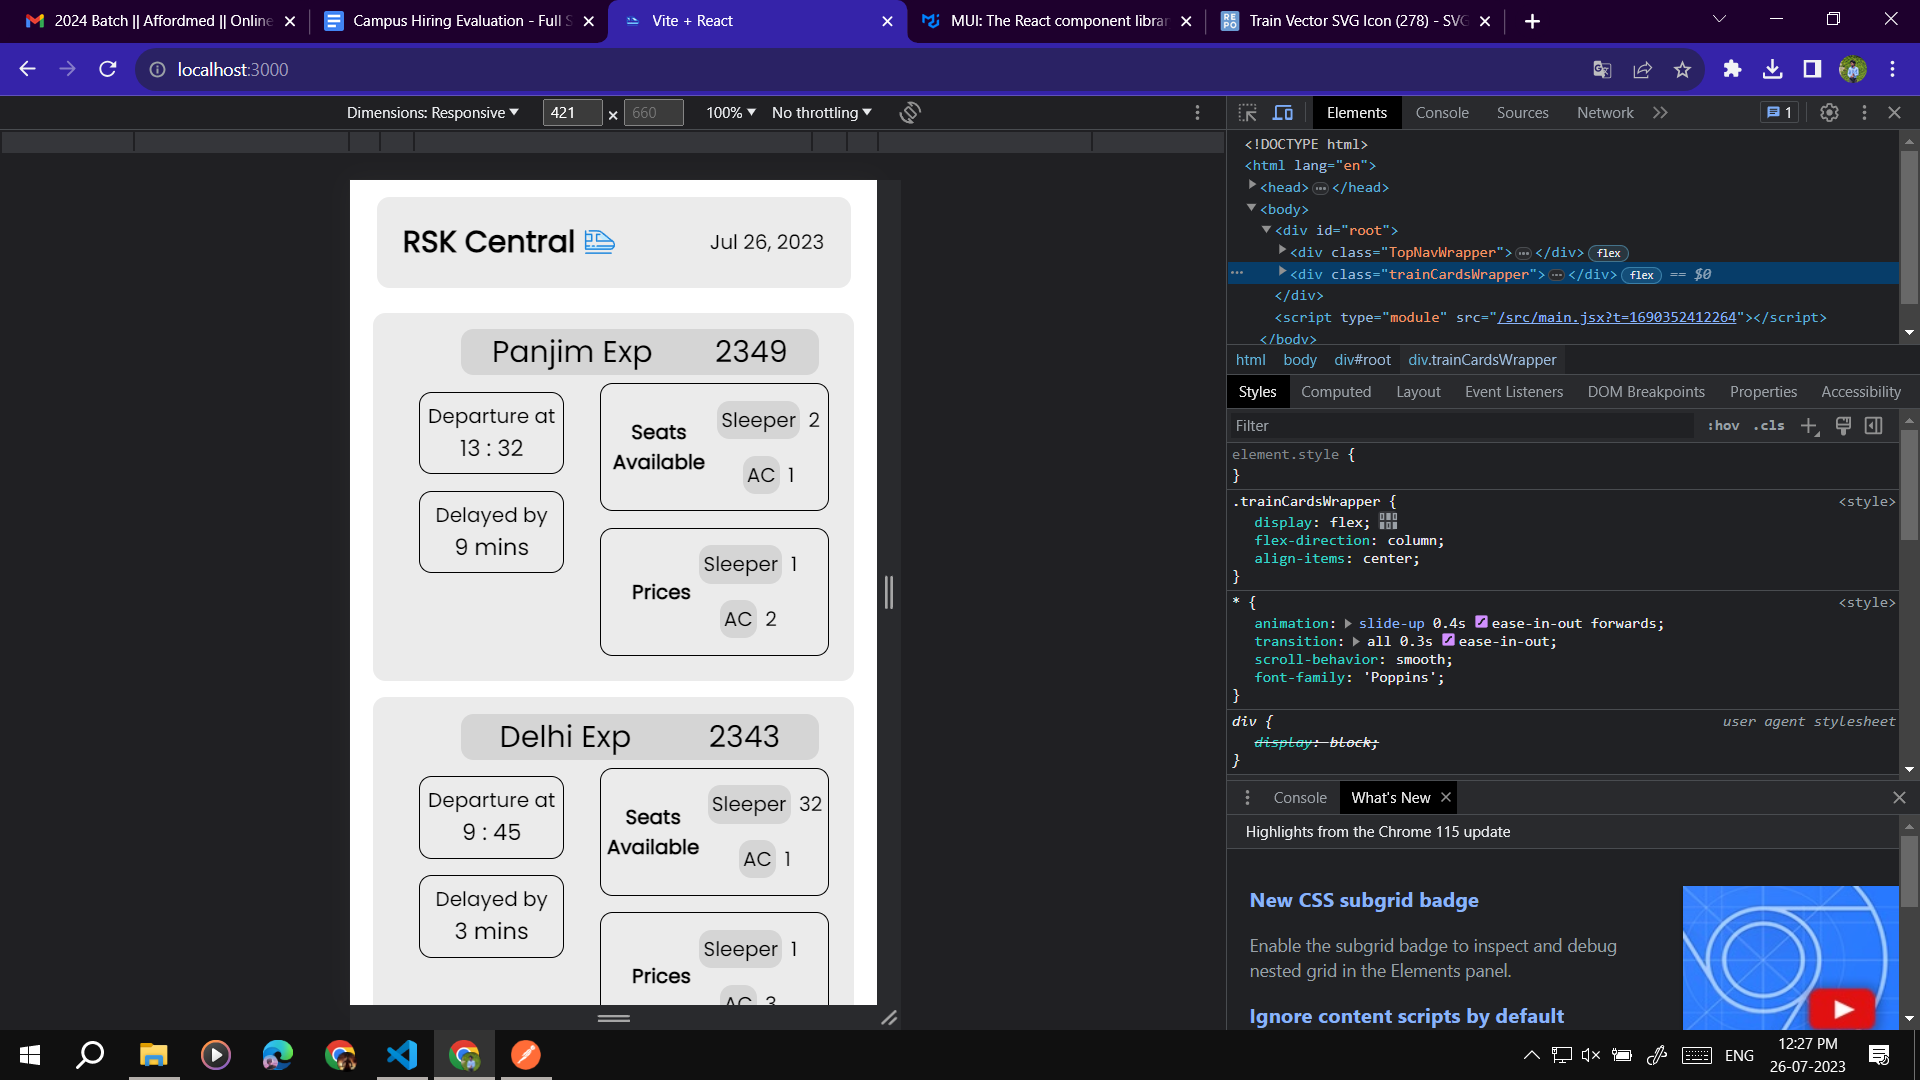 2024 Batch || Affordmed || Online
Campus Hiring Evaluation - Full S
Vite + React
MUI: The React component librar
Train Vector SVG Icon (278) - SVG
localhost:3000
Dimensions: Responsive
421 × 660
100%
No throttling
Elements
Console
Sources
Network
1
<!DOCTYPE html>
<html lang="en">
<head> ••• </head>
<body>
<div id="root">
<div class="TopNavWrapper"> ••• </div> flex
••• <div class="trainCardsWrapper"> ••• </div> flex == $0
</div>
<script type="module" src="/src/main.jsx?t=1690352412264"></script>
</body>
html body div#root div.trainCardsWrapper
Styles
Computed
Layout
Event Listeners
DOM Breakpoints
Properties
Accessibility
Filter
:hov .cls
element.style {
}
.trainCardsWrapper { <style>
display: flex;
flex-direction: column;
align-items: center;
}
* { <style>
animation: slide-up 0.4s ease-in-out forwards;
transition: all 0.3s ease-in-out;
scroll-behavior: smooth;
font-family: 'Poppins';
}
div { user agent stylesheet
display: block;
}
Console
What's New
Highlights from the Chrome 115 update
New CSS subgrid badge
Enable the subgrid badge to inspect and debug
nested grid in the Elements panel.
Ignore content scripts by default
RSK Central
Jul 26, 2023
Panjim Exp 2349
Departure at
13 : 32
Delayed by
9 mins
Seats
Available
Sleeper 2
AC 1
Prices
Sleeper 1
AC 2
Delhi Exp 2343
Departure at
9 : 45
Delayed by
3 mins
Seats
Available
Sleeper 32
AC 1
Prices
Sleeper 1
AC 3
ENG
12:27 PM
26-07-2023